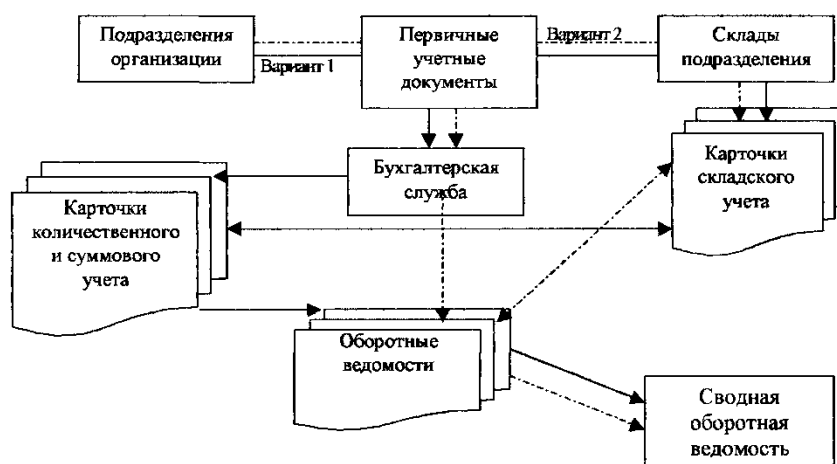 Подразделения
организации
Вариант 1
Первичные
учетные
документы
Вариант 2
Склады
подразделения
Бухгалтерская
служба
Карточки
складского
учета
Карточки
количественного
и суммового
учета
Оборотные
ведомости
Сводная
оборотная
ведомость